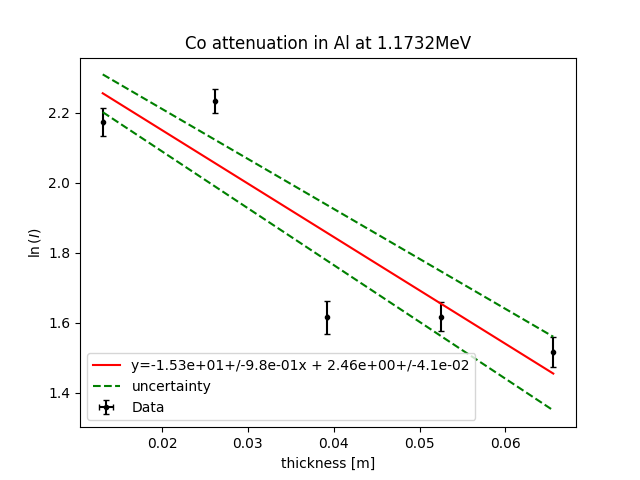 Co attenuation in Al at 1.1732MeV
2.2
2.0
1.8
1.6
1.4
ln (I)
y=-1.53e+01+/-9.8e-01x + 2.46e+00+/-4.1e-02
uncertainty
Data
0.02 0.03 0.04 0.05 0.06
thickness [m]